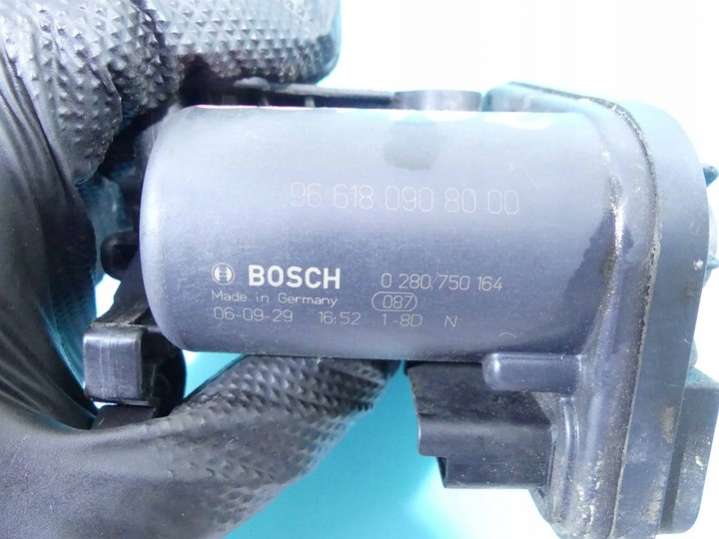 96 618 090 80 00
BOSCH 0 280 750 164
Made in Germany 087
06-09-29 16:52 1-8D N